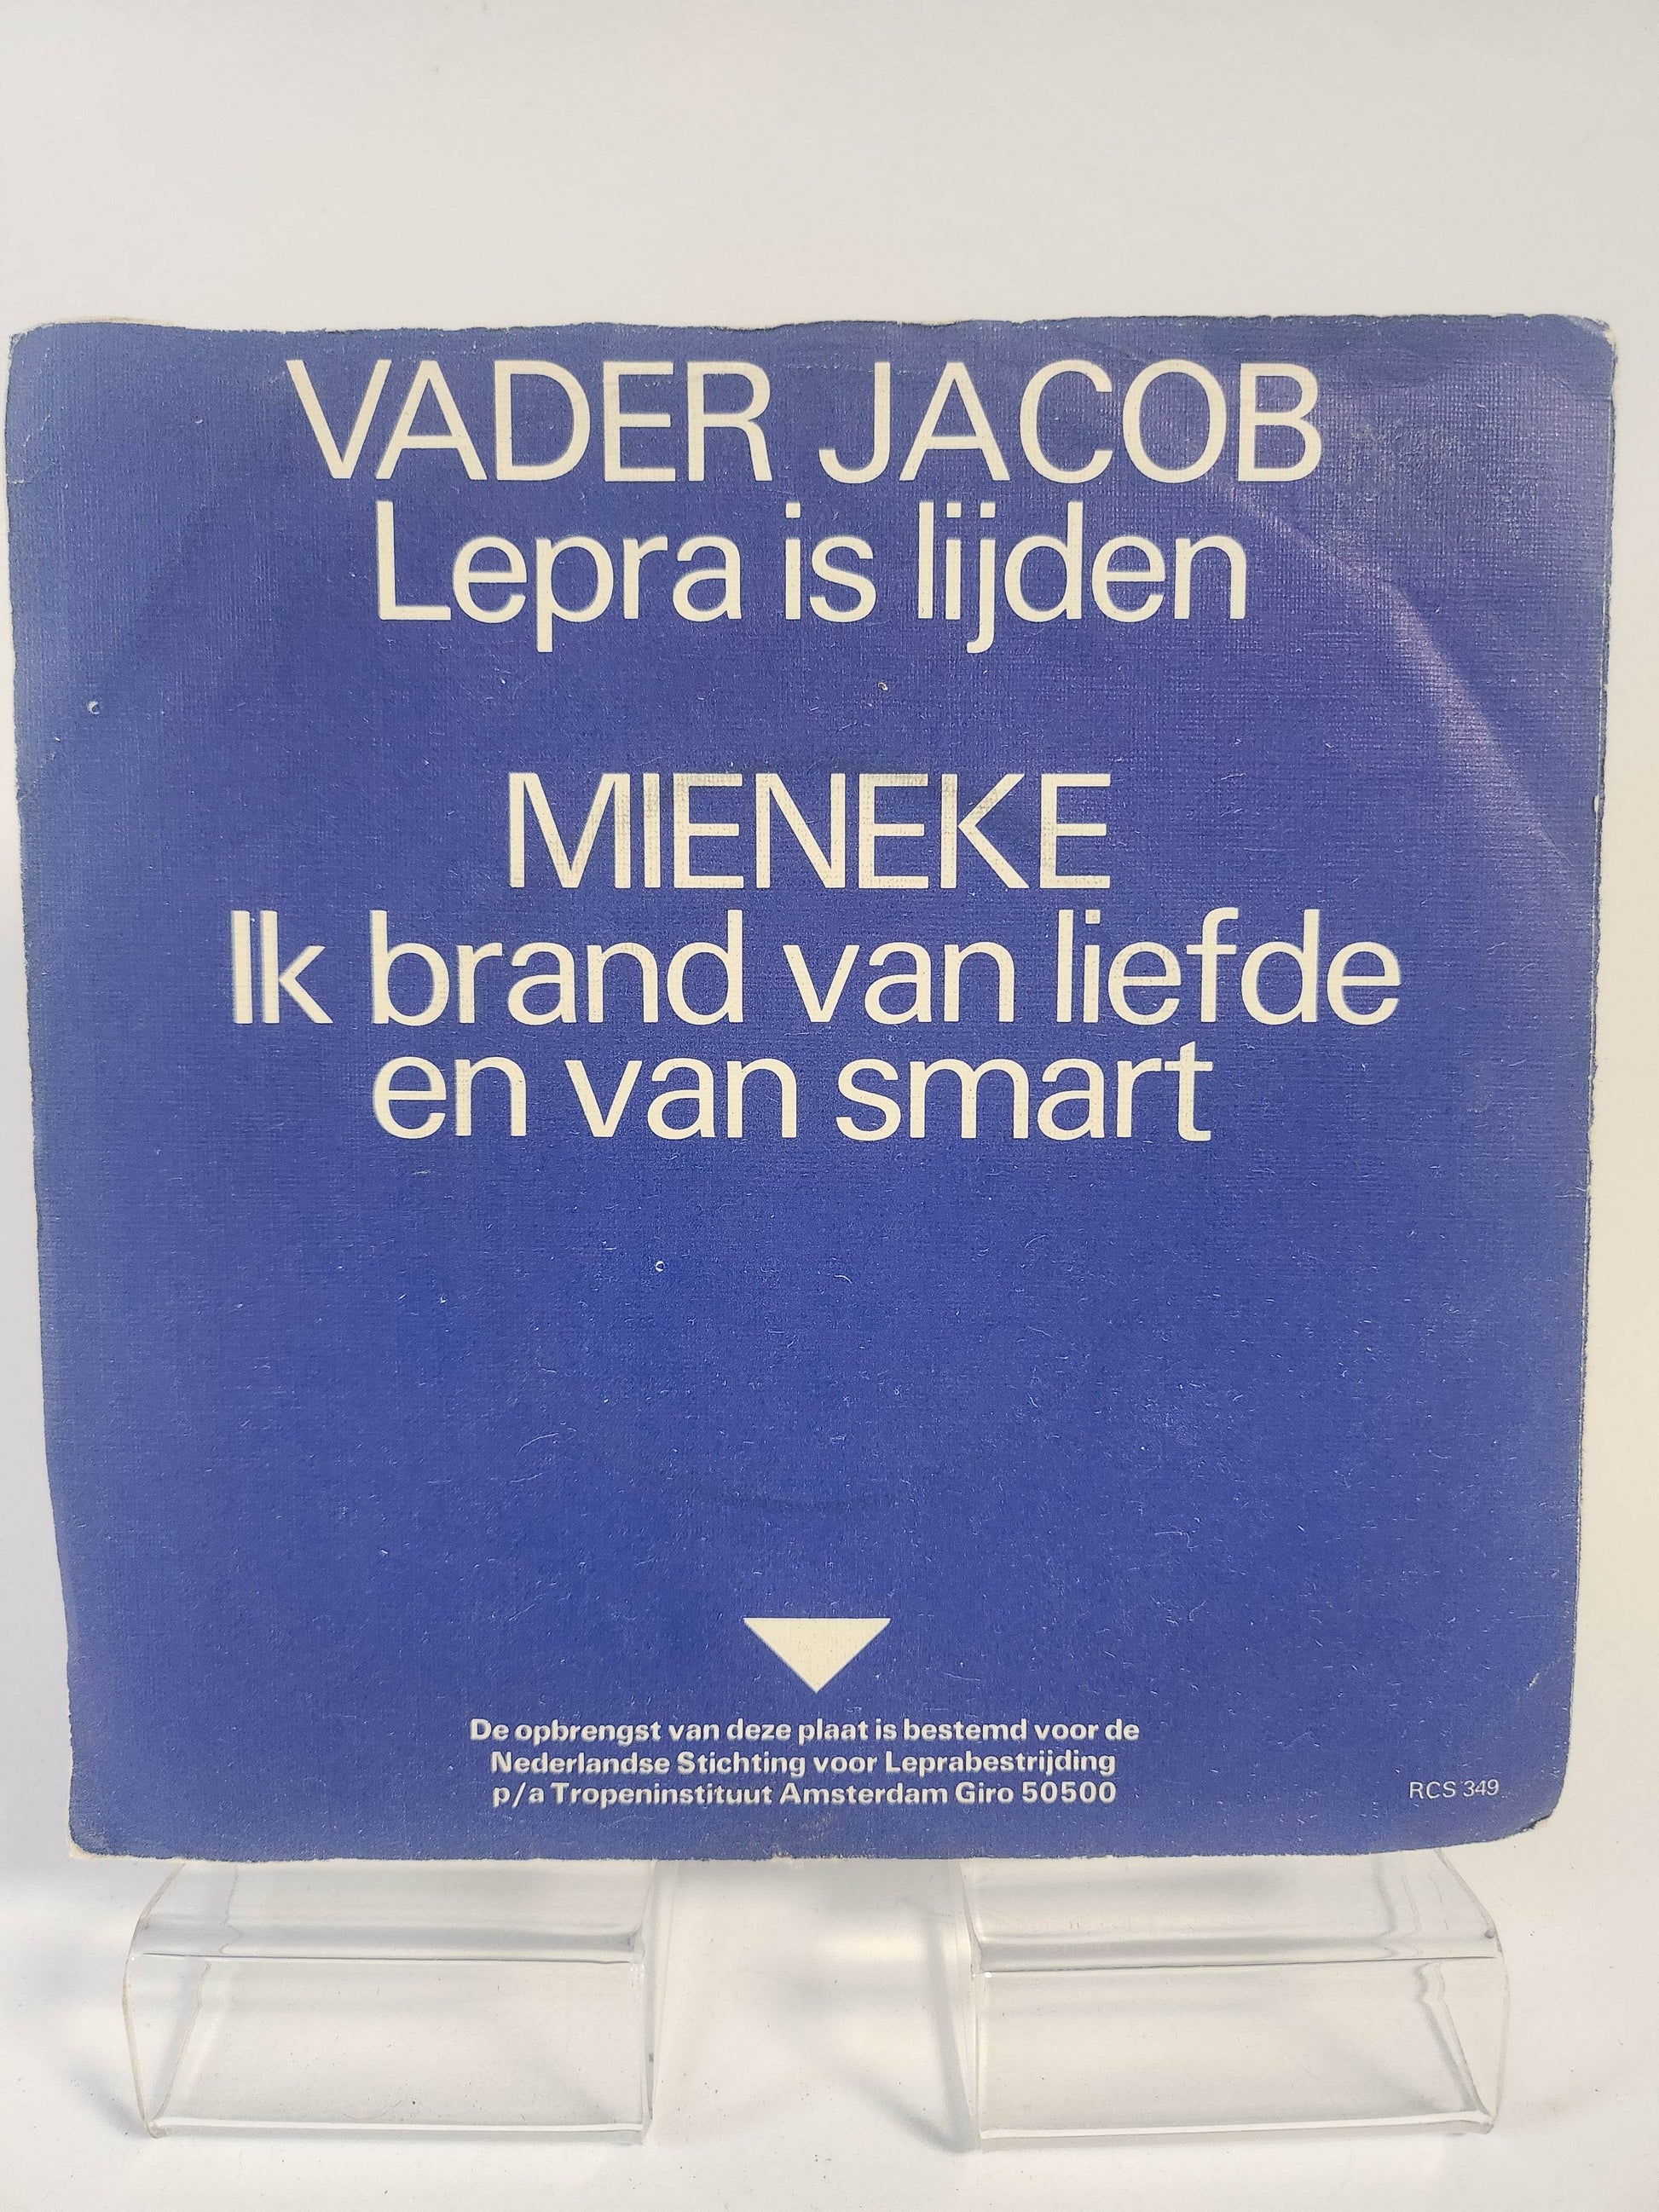 VADER JACOB
Lepra is lijden
MIENEKE
Ik brand van liefde
en van smart
De opbrengst van deze plaat is bestemd voor de
Nederlandse Stichting voor Leprabestrijding
p/a Tropeninstituut Amsterdam Giro 50500
RCS 349